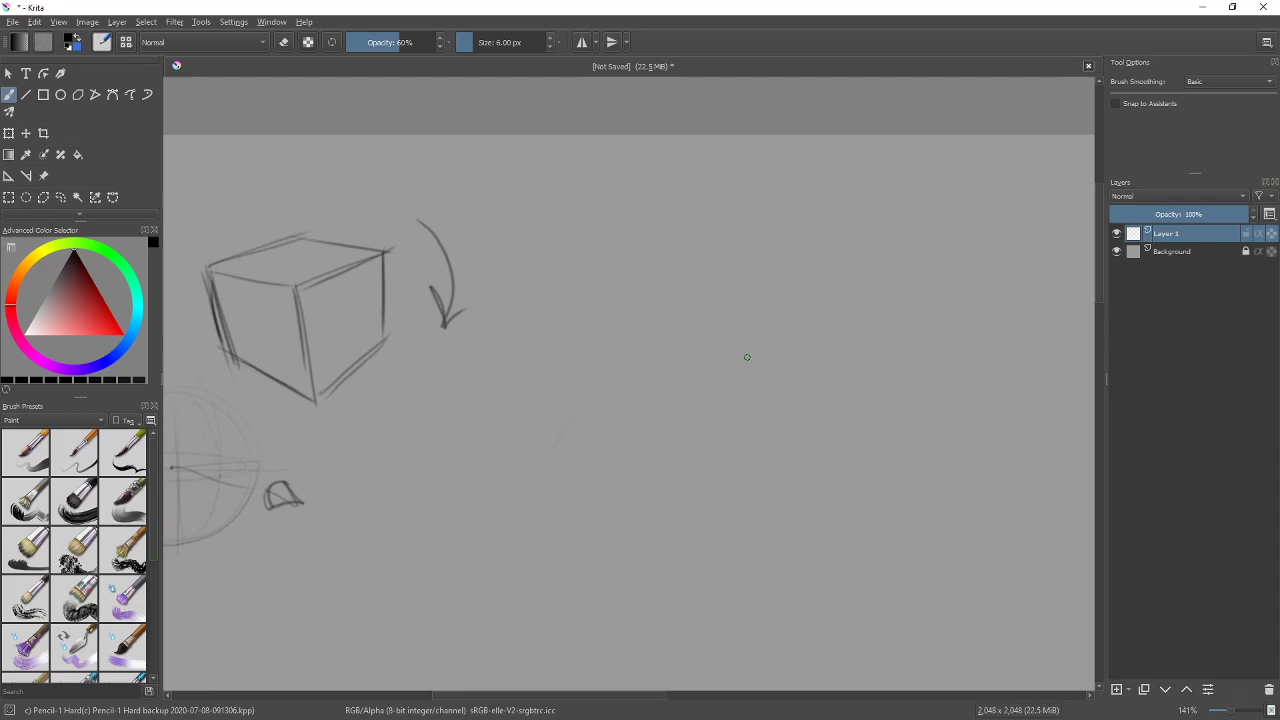 - Krita
File Edit View Image Layer Select Filter Tools Settings Window Help
Normal Opacity: 60% Size: 6.00 px
[Not Saved] (22.5 MiB) *
Tool Options
Brush Smoothing: Basic
Snap to Assistants
Layers
Normal
Opacity: 100%
Layer 1
Background
Advanced Color Selector
Brush Presets
Paint Tag
Search
c) Pencil-1 Hard(c) Pencil-1 Hard backup 2020-07-08-091306.kpp) RGB/Alpha (8-bit integer/channel) sRGB-elle-V2-srgbtrc.icc 2,048 x 2,048 (22.5 MiB) 141%